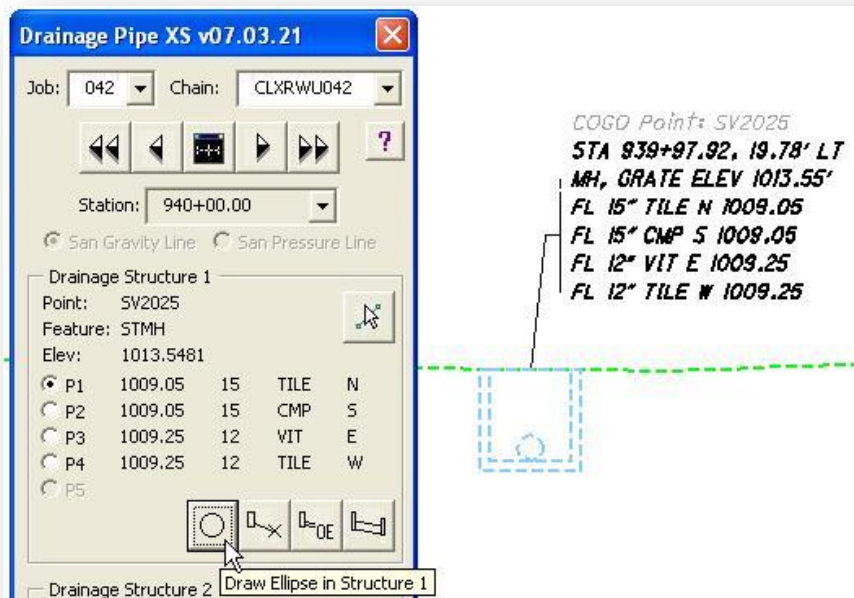 Drainage Pipe XS v07.03.21
Job: 042 Chain: CLXRWU042
?
Station: 940+00.00
San Gravity Line San Pressure Line
Drainage Structure 1
Point: SV2025
Feature: STMH
Elev: 1013.5481
P1 1009.05 15 TILE N
P2 1009.05 15 CMP S
P3 1009.25 12 VIT E
P4 1009.25 12 TILE W
P5
OE
Draw Ellipse in Structure 1
Drainage Structure 2
COGO Point: SV2025
STA 939+97.92, 19.78' LT
MH, GRATE ELEV 1013.55'
FL 15" TILE N 1009.05
FL 15" CMP S 1009.05
FL 12" VIT E 1009.25
FL 12" TILE W 1009.25